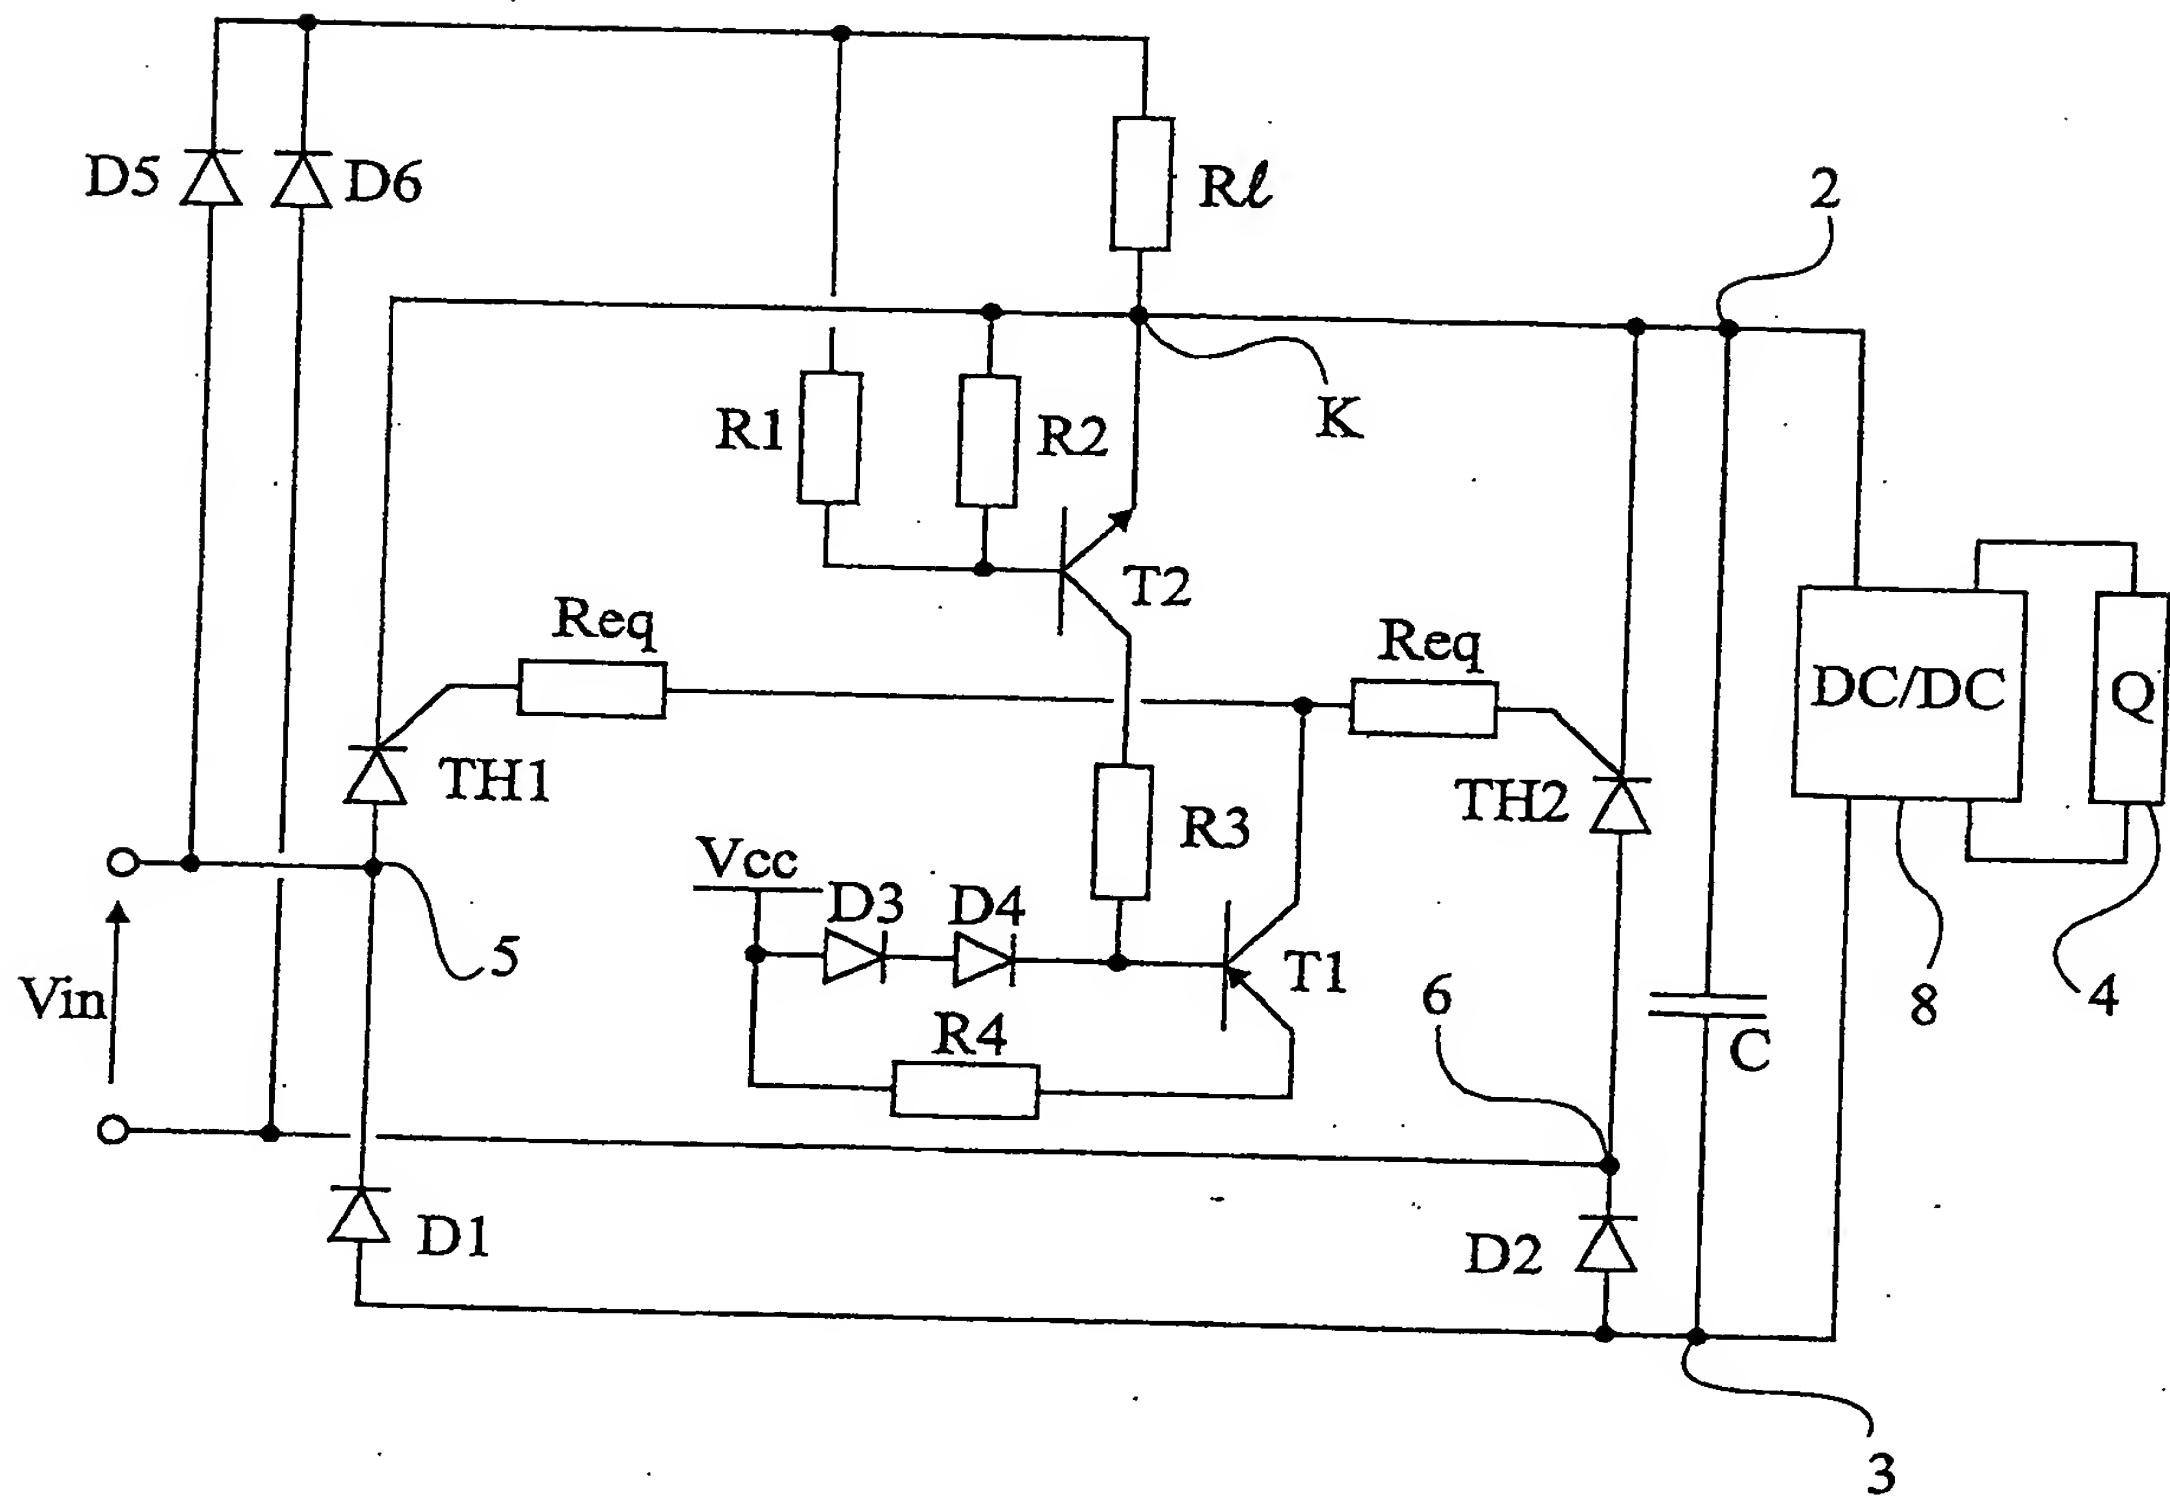 D5
D6
Rℓ
2
R1
R2
K
T2
Req
Req
DC/DC
Q
TH1
TH2
R3
Vcc
D3
D4
5
T1
Vin
6
8
4
R4
C
D1
D2
3